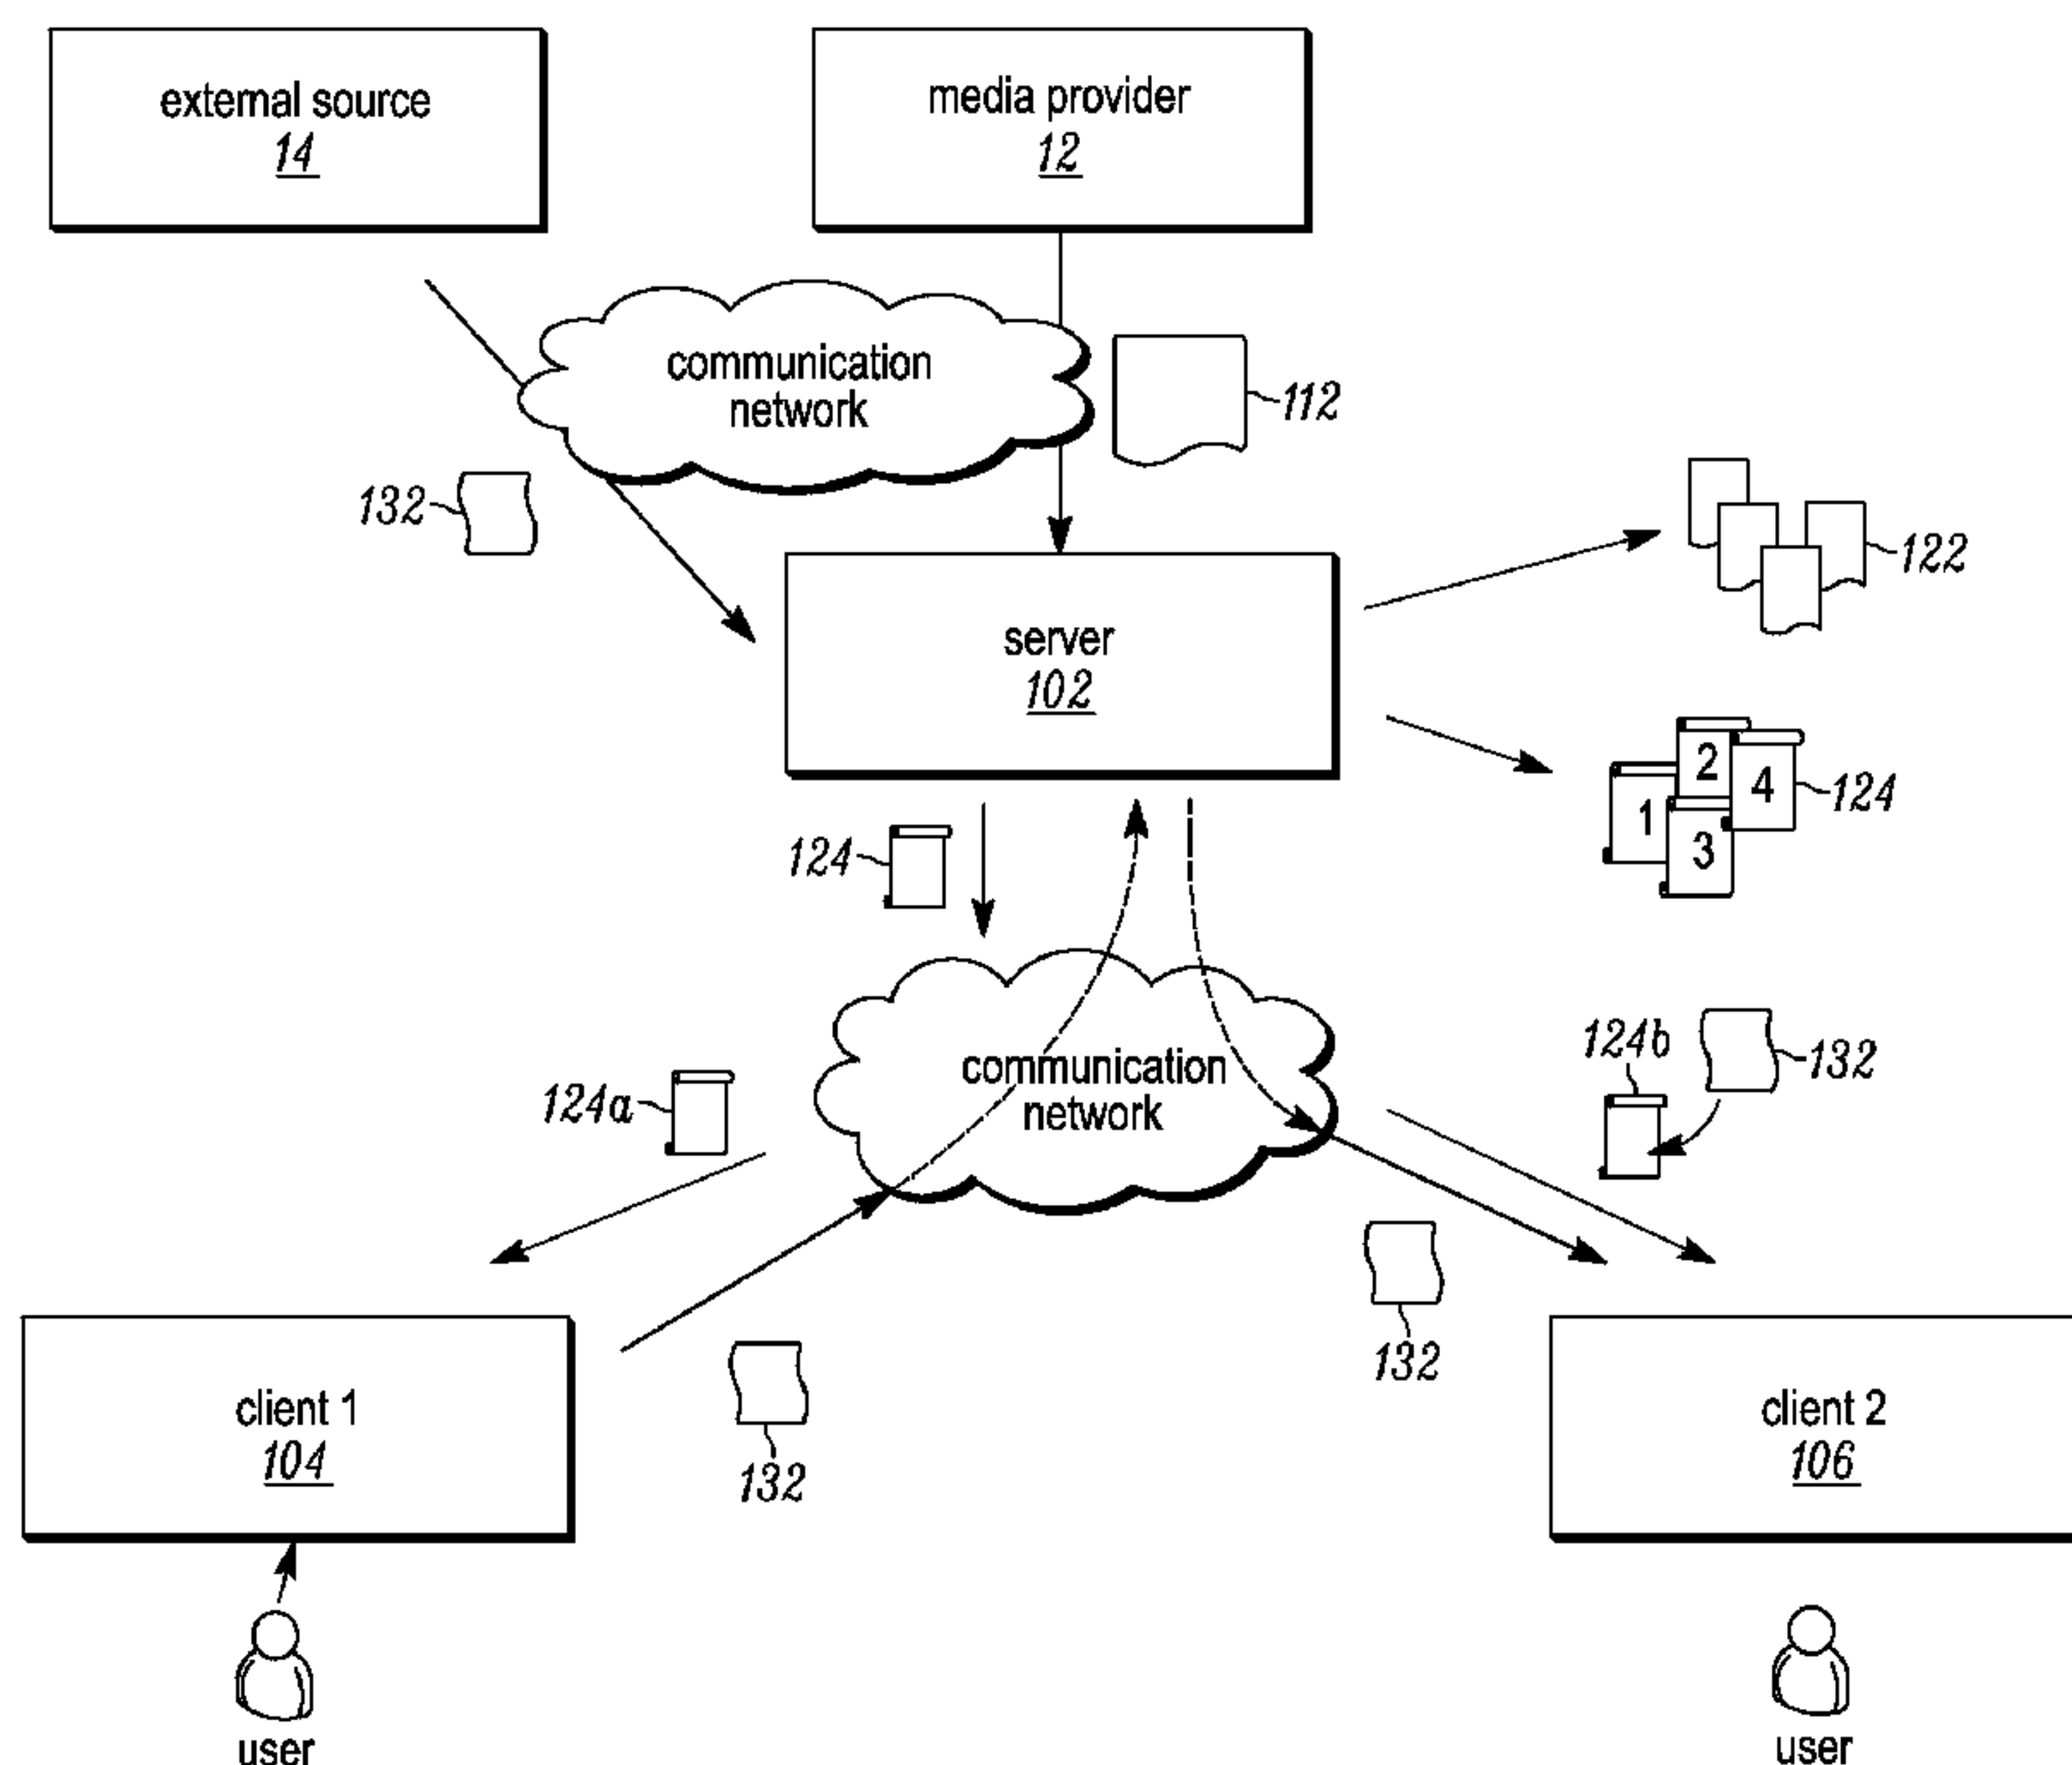 external source
14
media provider
12
communication
network
112
132
122
server
102
2
4
1
3
124
124
124b
132
communication
network
124a
132
132
client 1
104
client 2
106
user
user